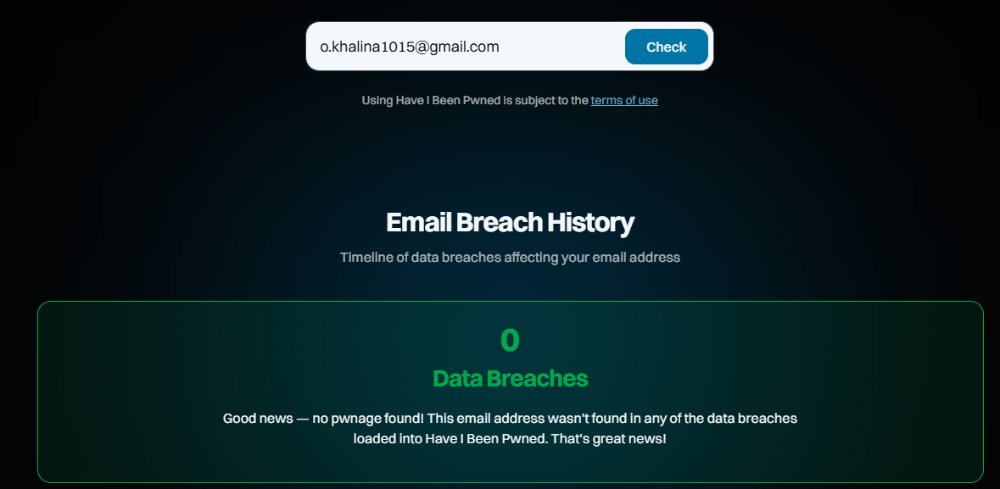 o.khalina1015@gmail.com
Check
Using Have I Been Pwned is subject to the terms of use
Email Breach History
Timeline of data breaches affecting your email address
0
Data Breaches
Good news — no pwnage found! This email address wasn't found in any of the data breaches
loaded into Have I Been Pwned. That's great news!